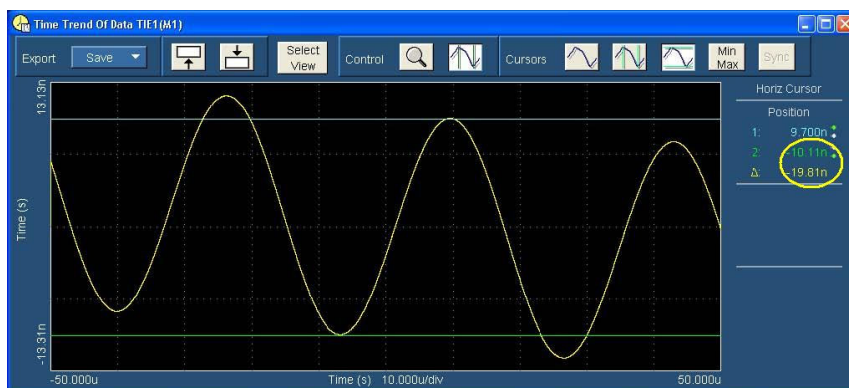 Time Trend Of Data TIE1(M1)
Export Save Select View Control Cursors Min Max Sync
13.13n
Time (s)
-13.31n
-50.000u Time (s) 10.000u/div 50.000u
Horiz Cursor
Position
1: 9.700n
2: -10.11n
Δ: -19.81n